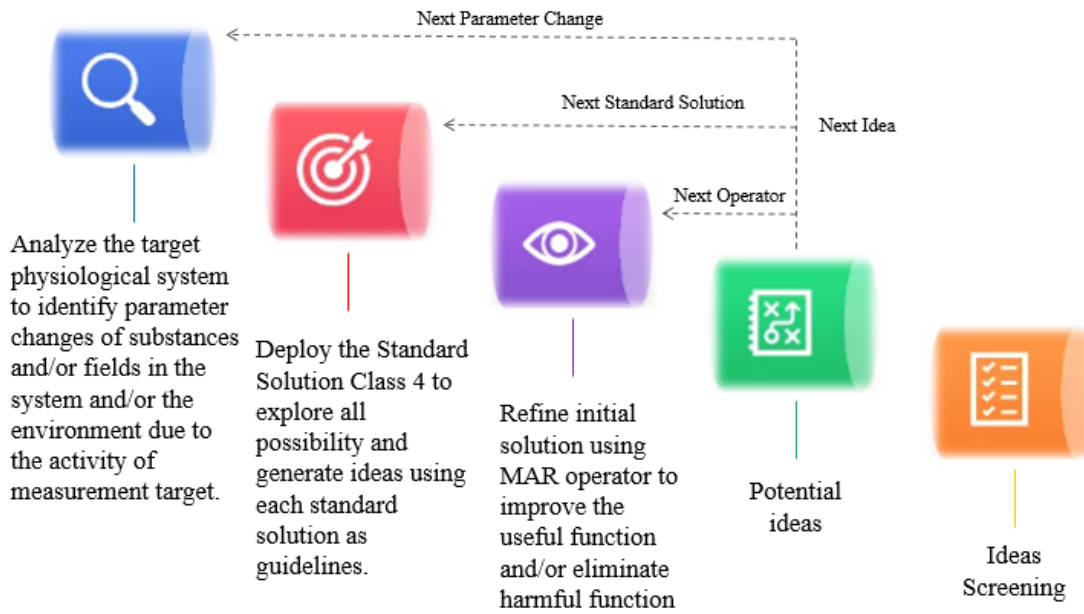 Next Parameter Change
Next Standard Solution
Next Idea
Next Operator
Analyze the target
physiological system
to identify parameter
changes of substances
and/or fields in the
system and/or the
environment due to
the activity of
measurement target.
Deploy the Standard
Solution Class 4 to
explore all
possibility and
generate ideas using
each standard
solution as
guidelines.
Refine initial
solution using
MAR operator to
improve the
useful function
and/or eliminate
harmful function
Potential
ideas
Ideas
Screening